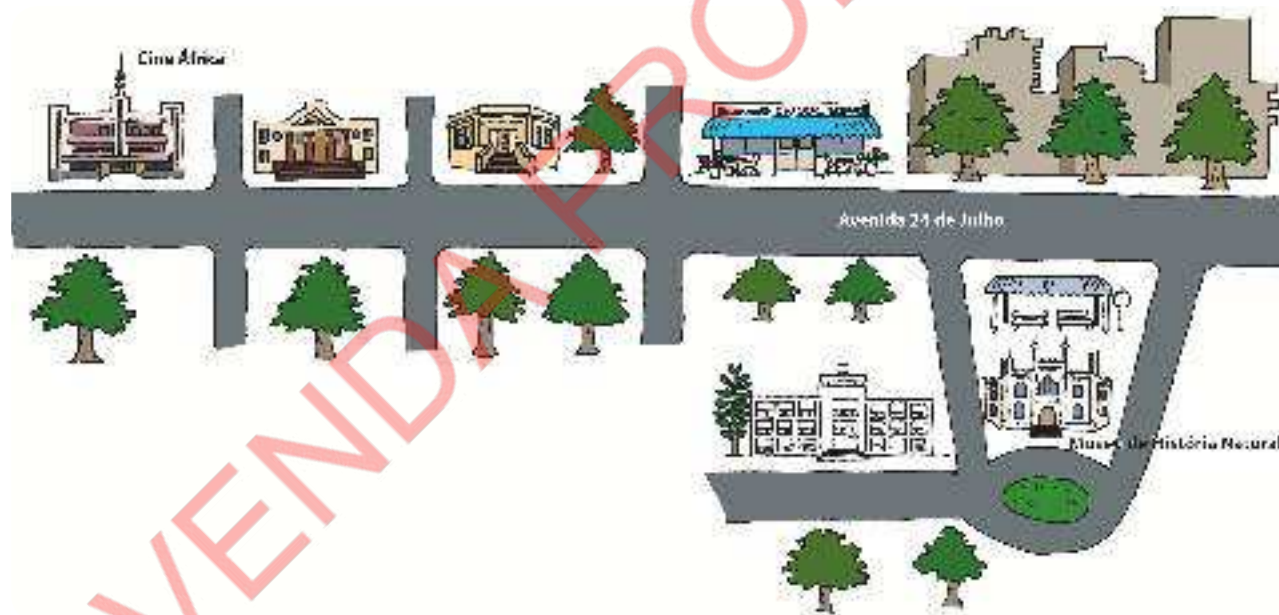 Cine África
Avenida 24 de Julho
Museu de História Natural
VENDA PRO